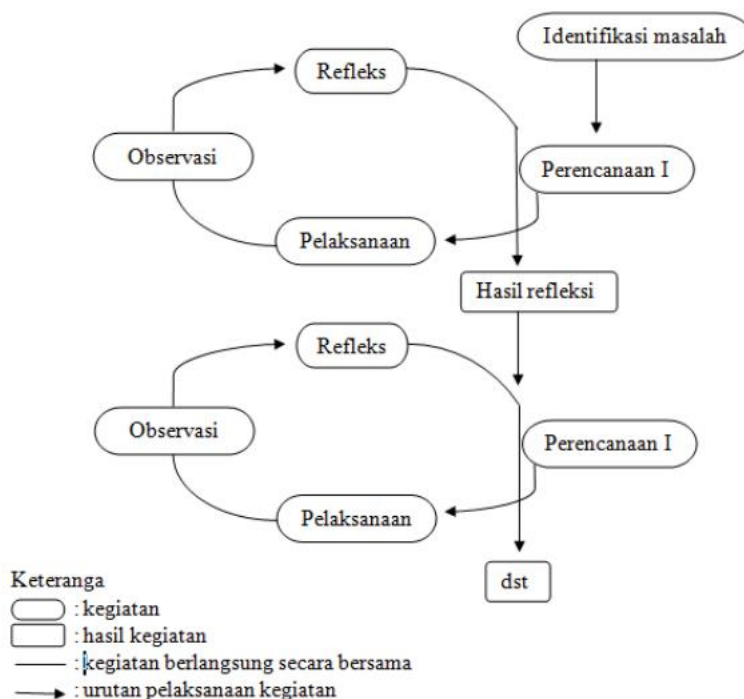 Identifikasi masalah
Refleks
Observasi
Perencanaan I
Pelaksanaan
Hasil refleksi
Refleks
Observasi
Perencanaan I
Pelaksanaan
dst
Keteranga
: kegiatan
: hasil kegiatan
: kegiatan berlangsung secara bersama
: urutan pelaksanaan kegiatan